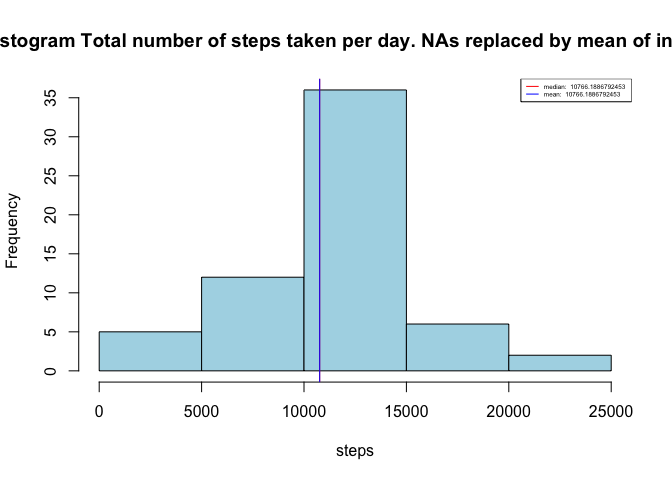 stogram Total number of steps taken per day. NAs replaced by mean of in
median: 10766.1886792453
mean: 10766.1886792453
Frequency
35
30
25
20
15
10
5
0
0 5000 10000 15000 20000 25000
steps